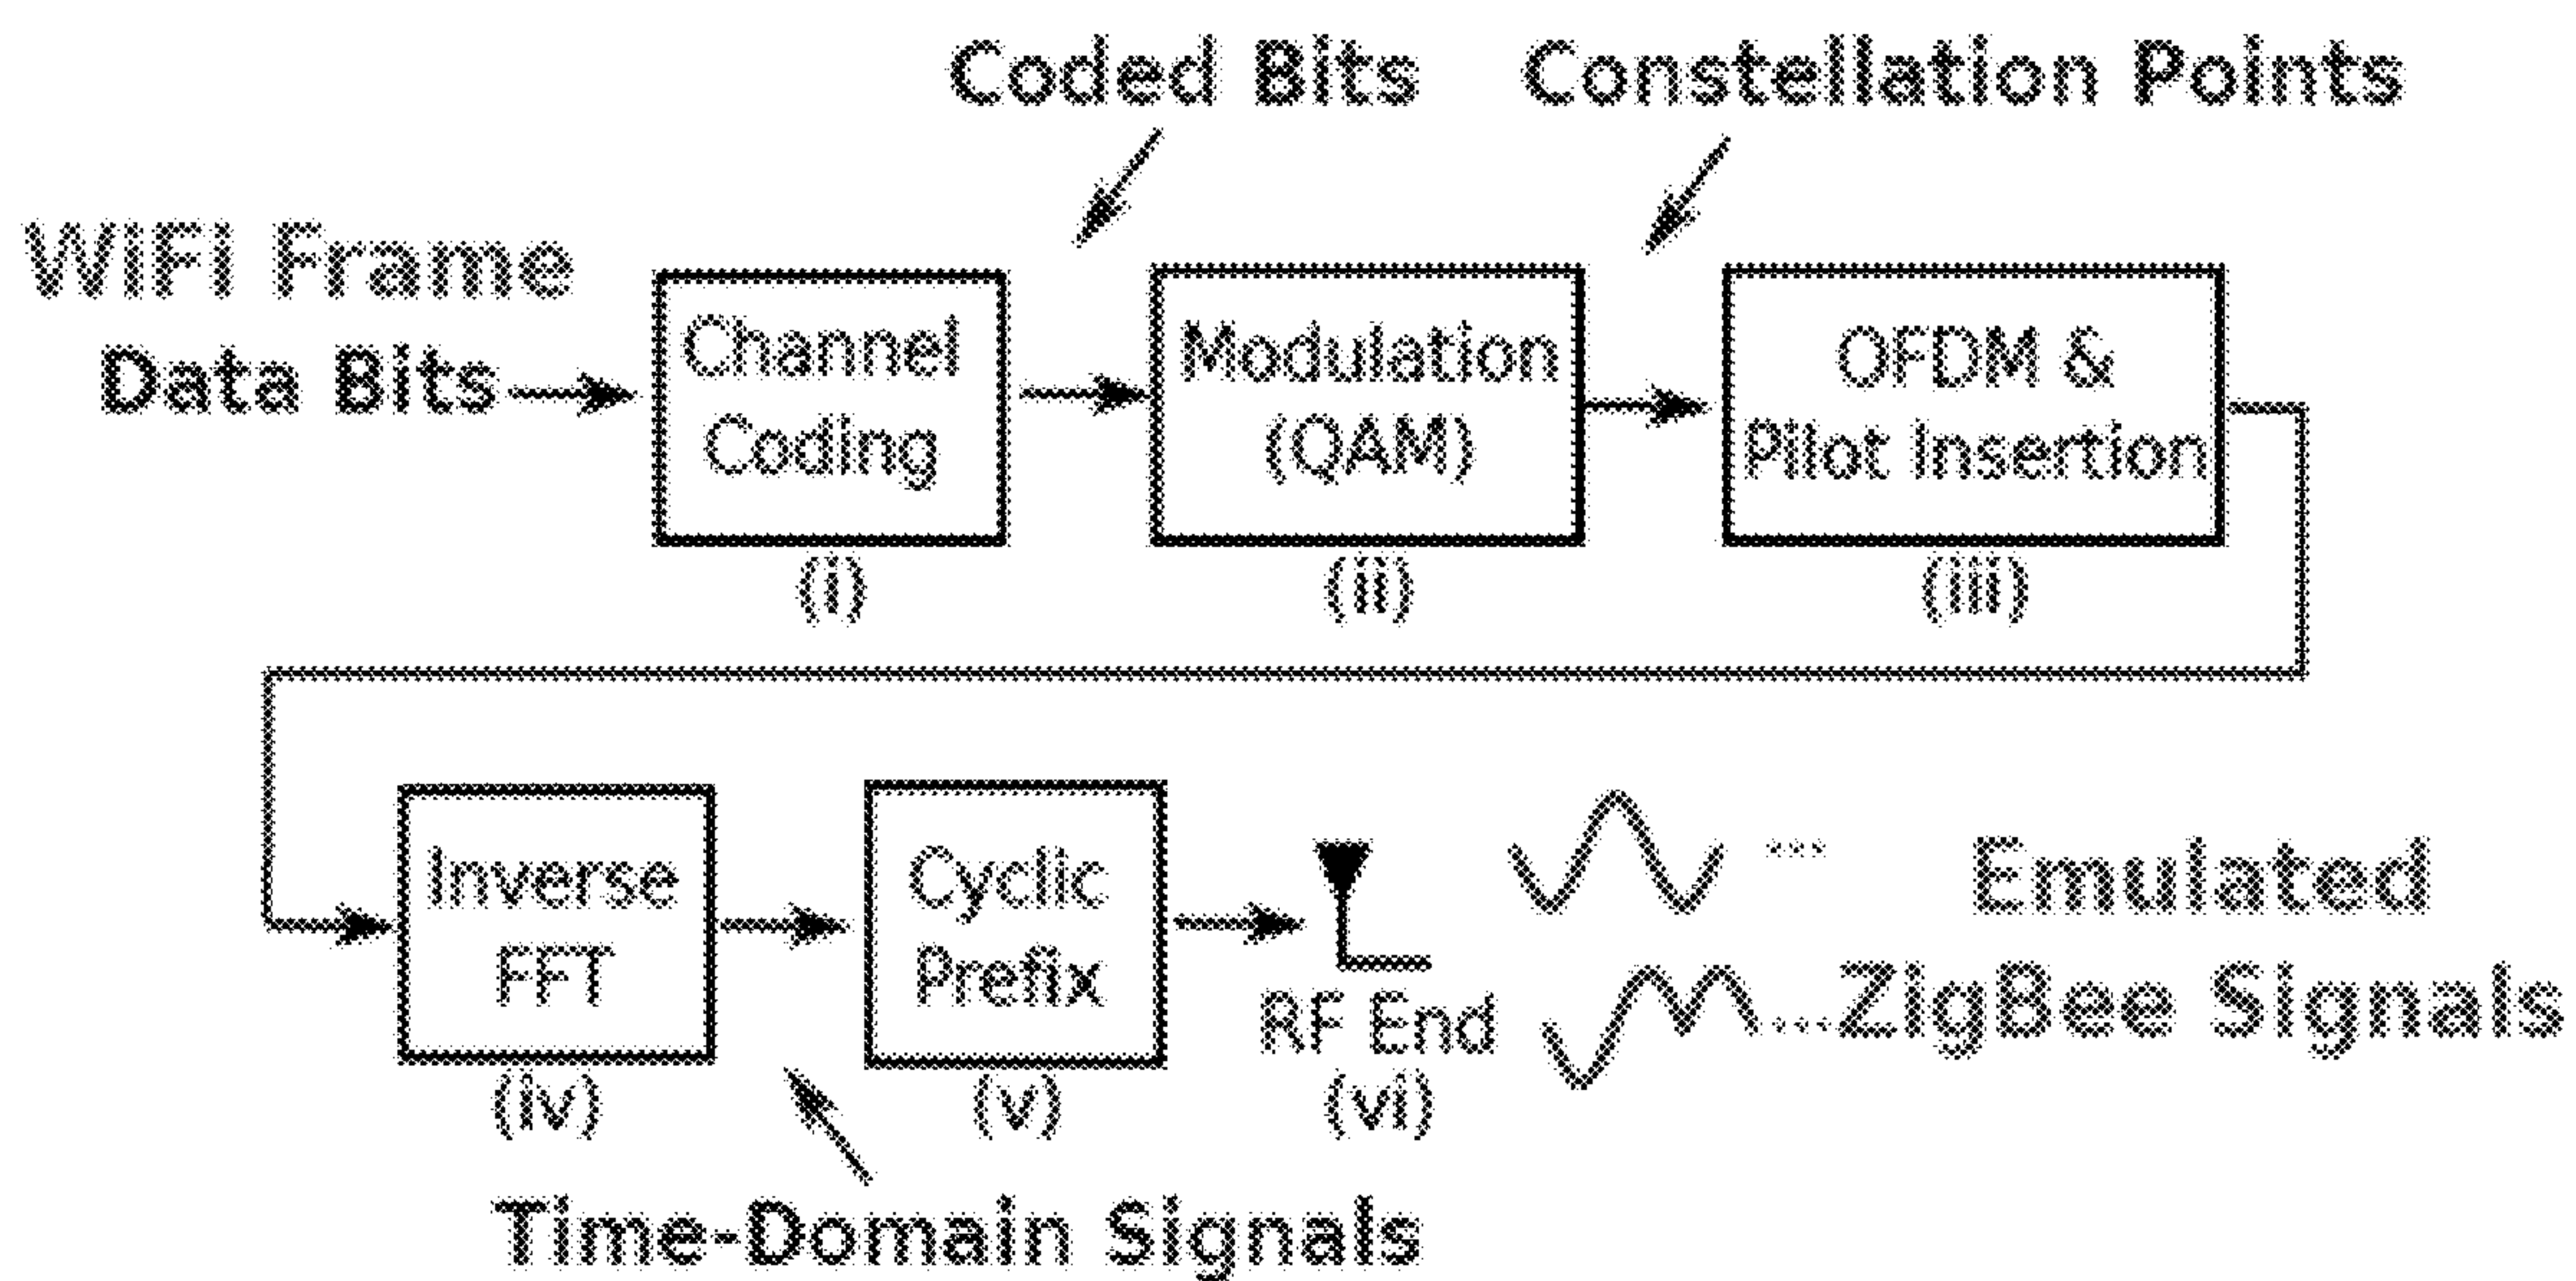 Coded Bits
Constellation Points
WiFi Frame
Data Bits
Channel
Coding
(i)
Modulation
(QAM)
(ii)
OFDM &
Pilot Insertion
(iii)
Inverse
FFT
(iv)
Cyclic
Prefix
(v)
RF End
(vi)
... Emulated
...ZigBee Signals
Time-Domain Signals